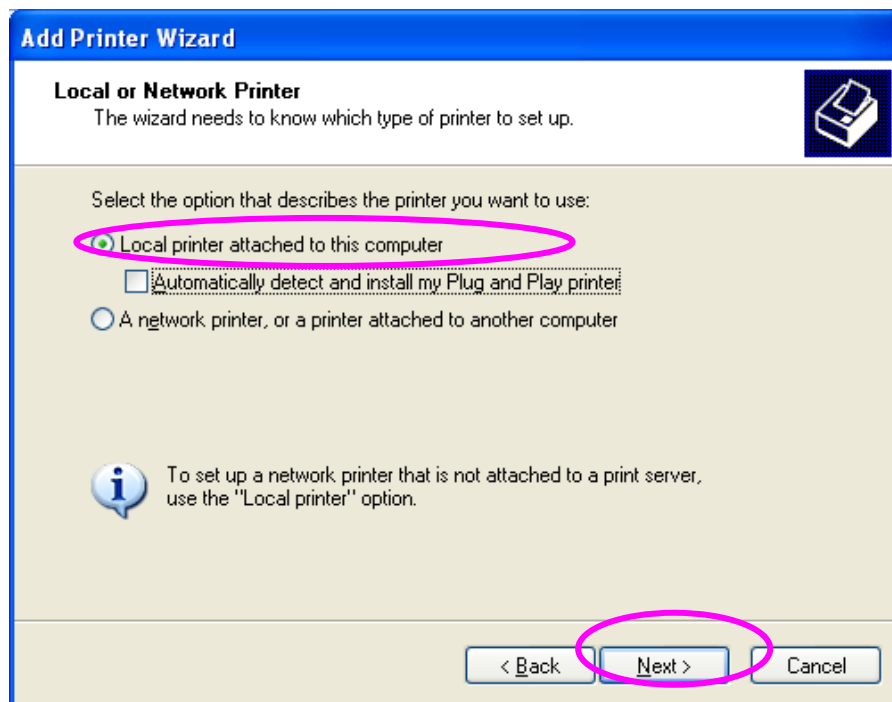 Add Printer Wizard
Local or Network Printer
The wizard needs to know which type of printer to set up.
Select the option that describes the printer you want to use:
Local printer attached to this computer
Automatically detect and install my Plug and Play printer
A network printer, or a printer attached to another computer
To set up a network printer that is not attached to a print server,
use the "Local printer" option.
< Back Next > Cancel